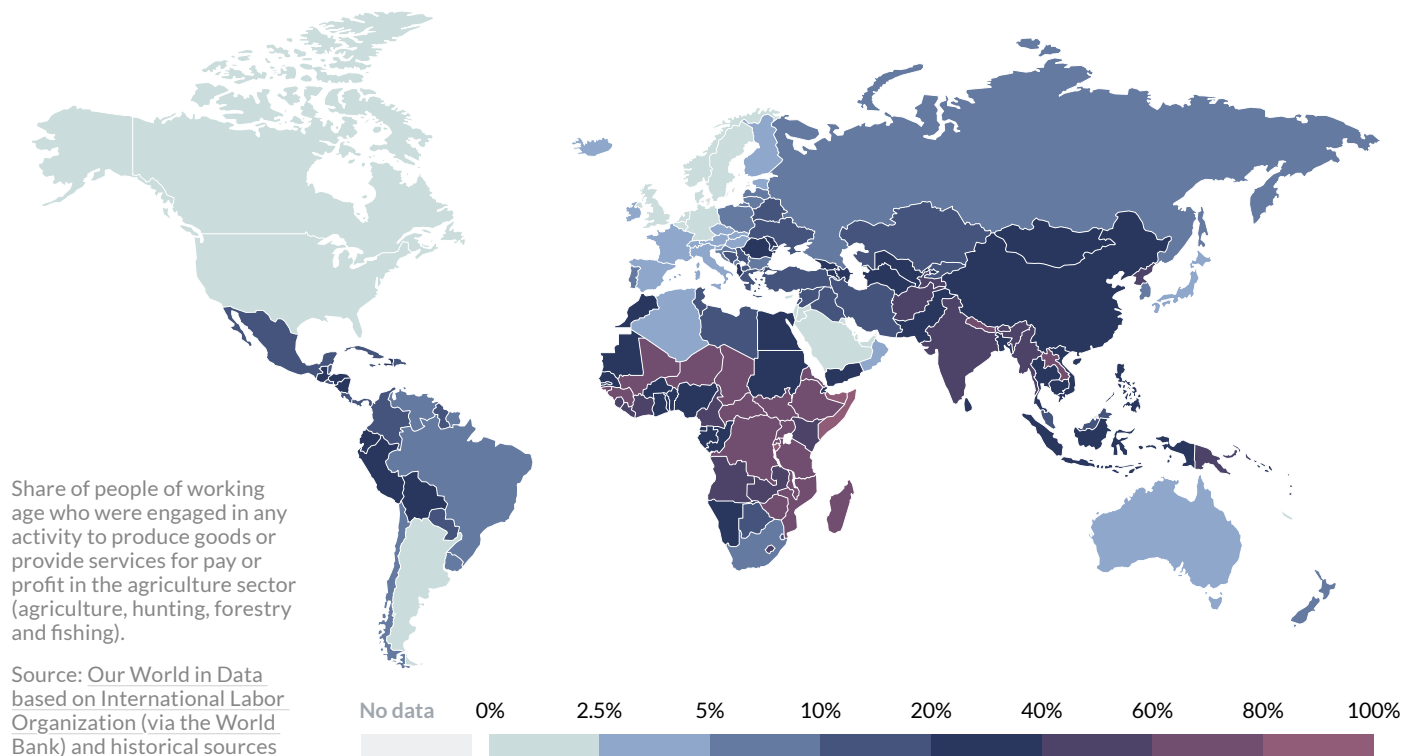 Share of people of working
age who were engaged in any
activity to produce goods or
provide services for pay or
profit in the agriculture sector
(agriculture, hunting, forestry
and fishing).
Source: Our World in Data
based on International Labor
Organization (via the World
Bank) and historical sources
No data 0% 2.5% 5% 10% 20% 40% 60% 80% 100%